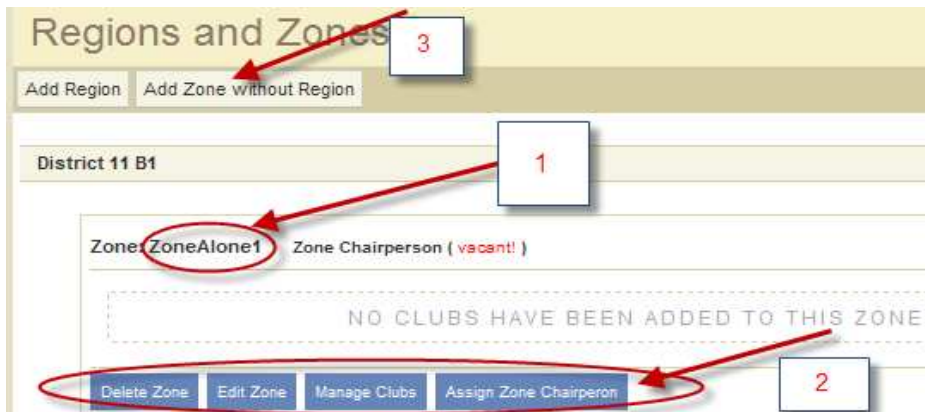 Regions and Zones
3
Add Region Add Zone without Region
District 11 B1
1
Zone: ZoneAlone1 Zone Chairperson ( vacant! )
NO CLUBS HAVE BEEN ADDED TO THIS ZONE
Delete Zone Edit Zone Manage Clubs Assign Zone Chairperon
2